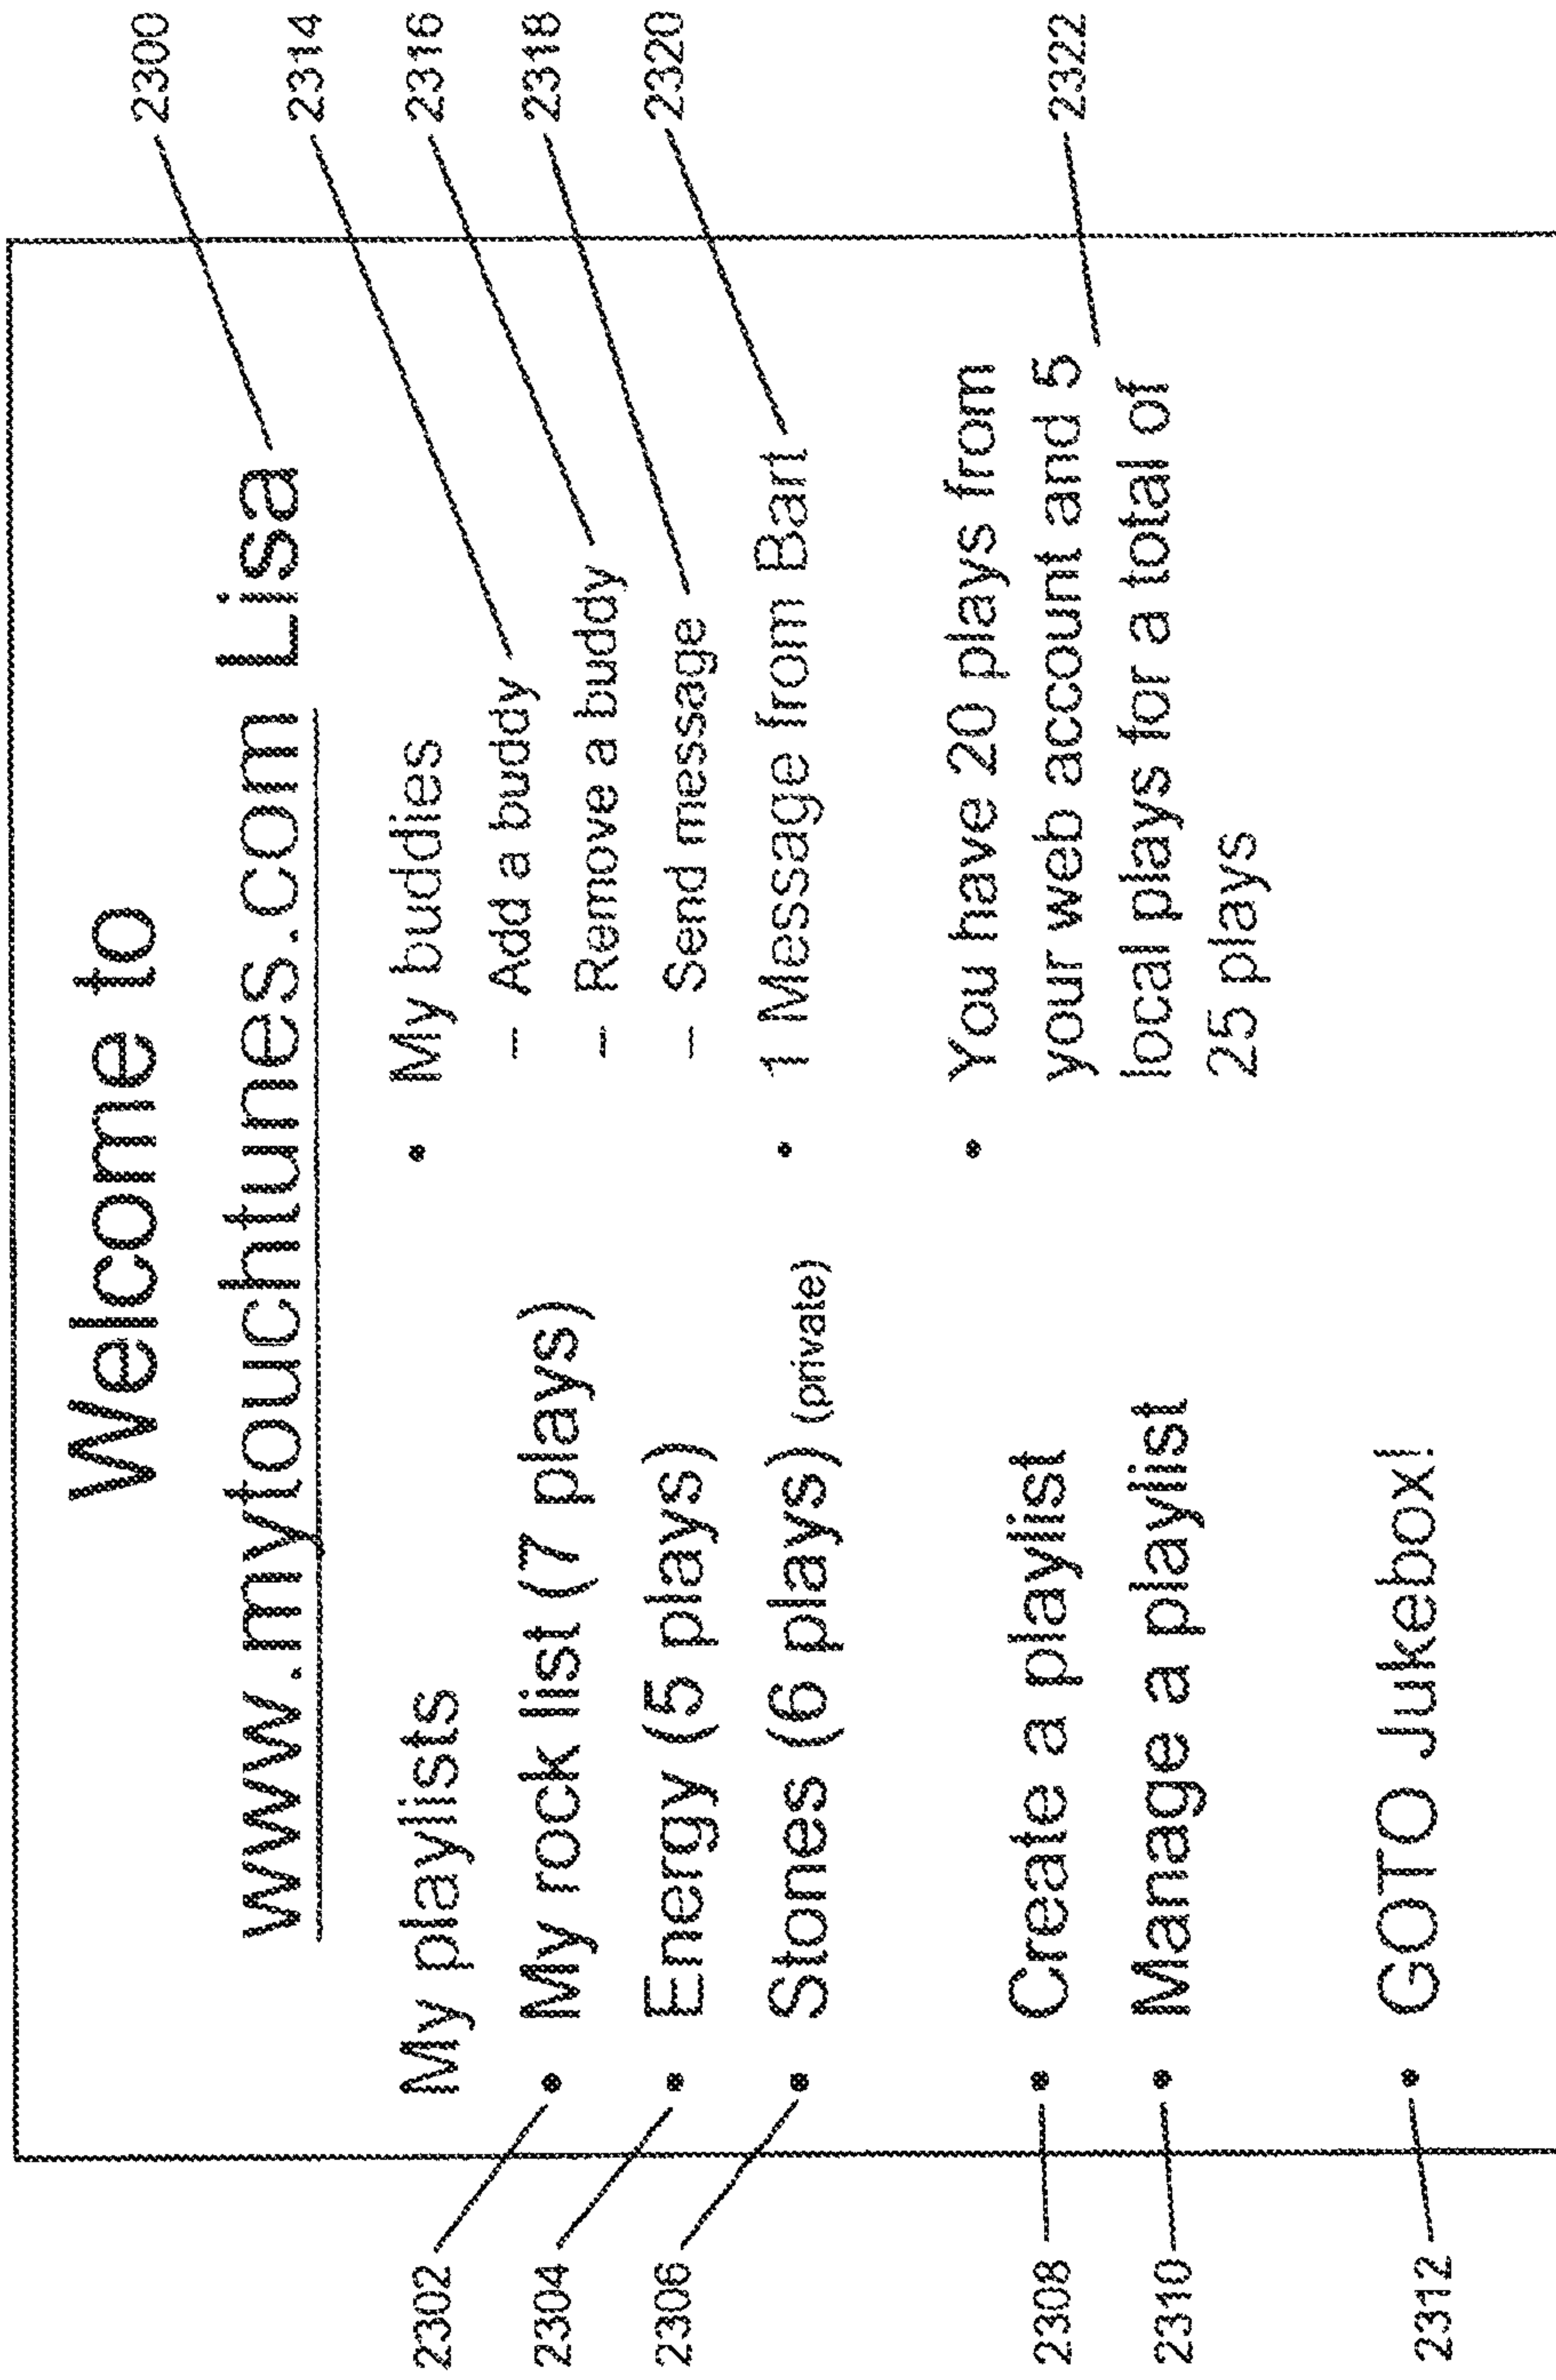 Welcome to
www.mytouchtunes.com Lisa
2300
My playlists
• My rock list (7 plays)
2302
• Energy (5 plays)
2304
• Stones (6 plays) (private)
2306
• Create a playlist
2308
• Manage a playlist
2310
• GOTO Jukebox!
2312
• My buddies
– Add a buddy
2314
– Remove a buddy
2316
– Send message
2318
• 1 Message from Bart
2320
• You have 20 plays from
your web account and 5
local plays for a total of
25 plays
2322